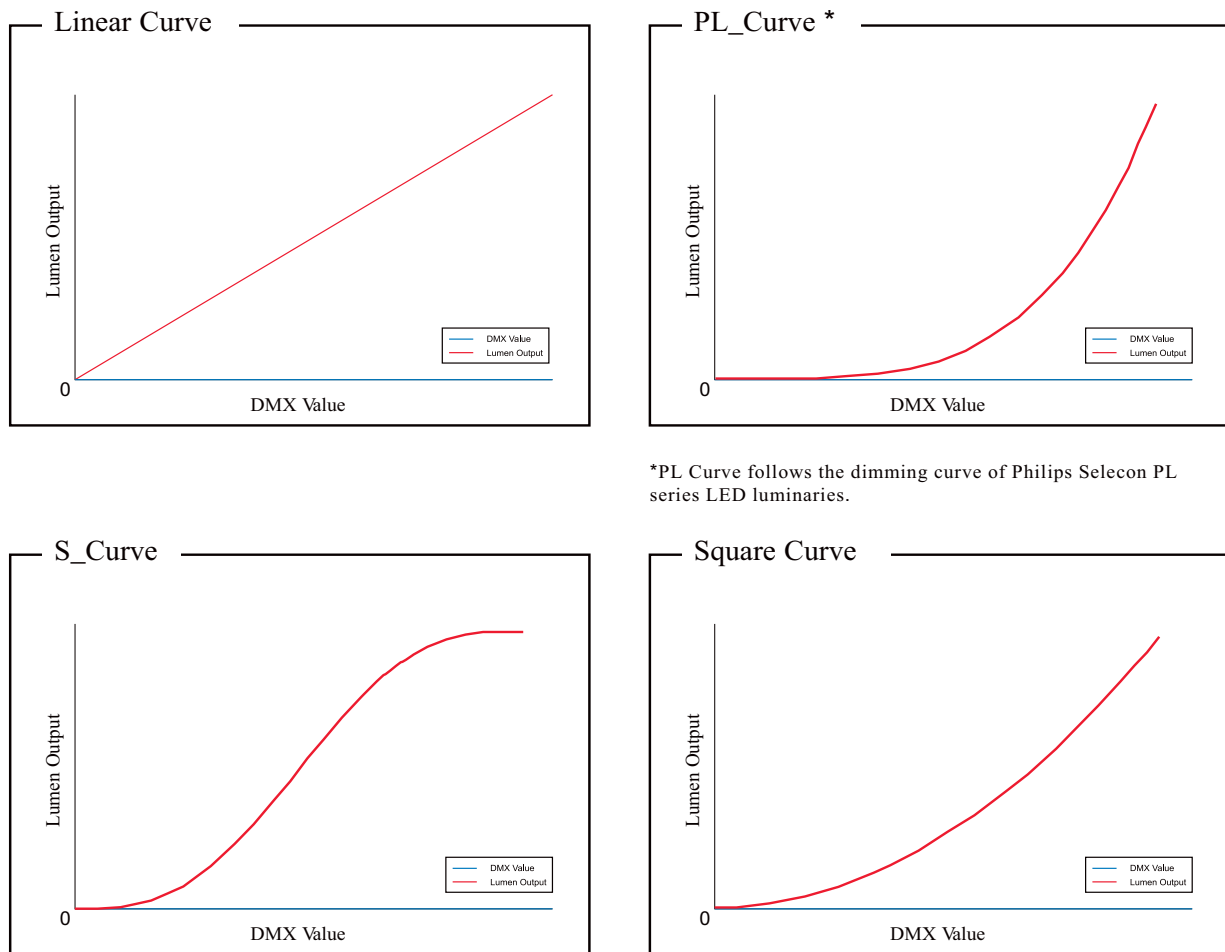 Linear Curve
Lumen Output
DMX Value
Lumen Output
0
DMX Value
PL_Curve *
Lumen Output
DMX Value
Lumen Output
0
DMX Value
*PL Curve follows the dimming curve of Philips Selecon PL
series LED luminaries.
S_Curve
Lumen Output
DMX Value
Lumen Output
0
DMX Value
Square Curve
Lumen Output
DMX Value
Lumen Output
0
DMX Value